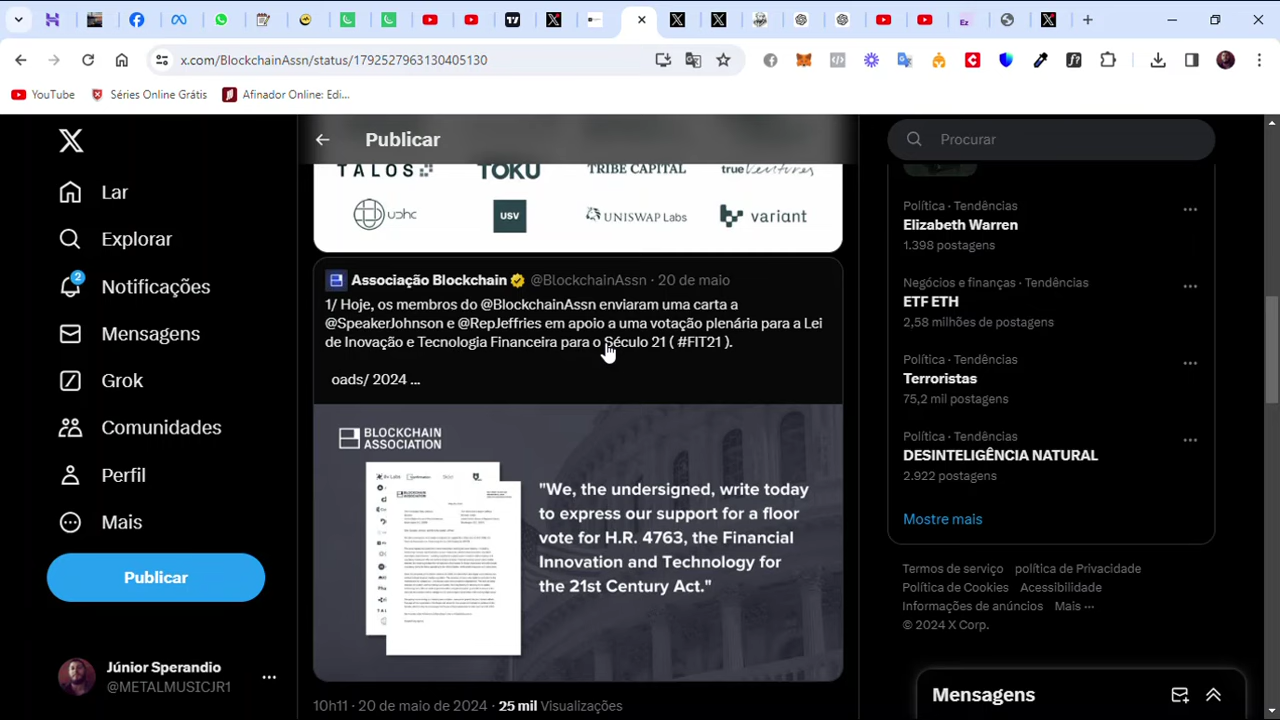 x.com/BlockchainAssn/status/1792527963130405130
YouTube
Séries Online Grátis
Afinador Online: Edi...
Publicar
Procurar
Lar
Explorar
2
Notificações
Mensagens
Grok
Comunidades
Perfil
Mais
Publicar
Júnior Sperandio
@METALMUSICJR1
TALOS
TOKU
TRIBE CAPITAL
true ventures
USV
UNISWAP Labs
variant
Associação Blockchain @BlockchainAssn · 20 de maio
1/ Hoje, os membros do @BlockchainAssn enviaram uma carta a
@SpeakerJohnson e @RepJeffries em apoio a uma votação plenária para a Lei
de Inovação e Tecnologia Financeira para o Século 21 ( #FIT21 ).
oads/ 2024 ...
BLOCKCHAIN
ASSOCIATION
"We, the undersigned, write today
to express our support for a floor
vote for H.R. 4763, the Financial
Innovation and Technology for
the 21st Century Act."
10h11 · 20 de maio de 2024 · 25 mil Visualizações
Política · Tendências
Elizabeth Warren
1.398 postagens
Negócios e finanças · Tendências
ETF ETH
2,58 milhões de postagens
Política · Tendências
Terroristas
75,2 mil postagens
Política · Tendências
DESINTELIGÊNCIA NATURAL
2.922 postagens
Mostre mais
Termos de serviço política de Privacidade
Política de Cookies Acessibilidade
Informações de anúncios Mais ···
© 2024 X Corp.
Mensagens